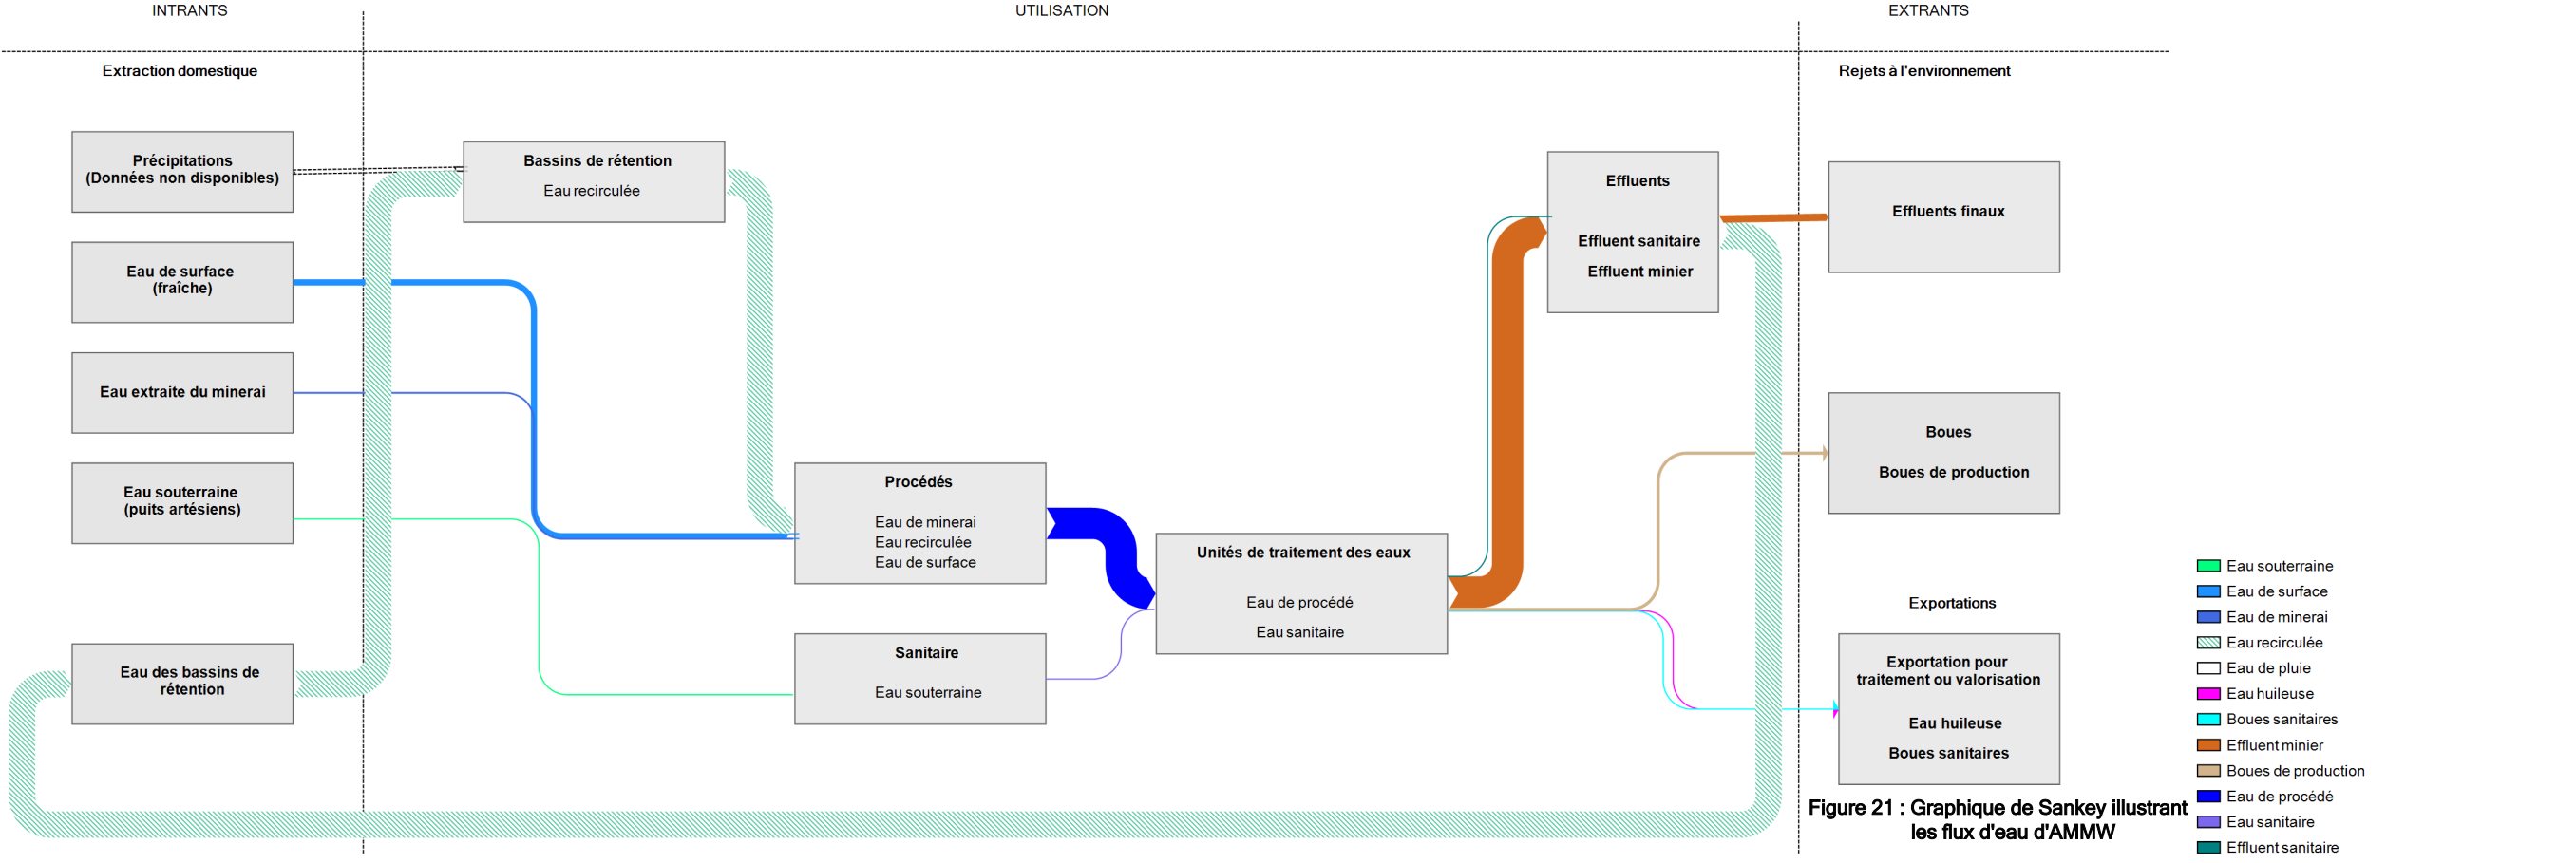 INTRANTS
UTILISATION
EXTRANTS
Extraction domestique
Rejets à l'environnement
Précipitations
(Données non disponibles)
Bassins de rétention
Eau recirculée
Effluents
Effluent sanitaire
Effluent minier
Effluents finaux
Eau de surface
(fraîche)
Eau extraite du minerai
Eau souterraine
(puits artésiens)
Procédés
Eau de minerai
Eau recirculée
Eau de surface
Boues
Boues de production
Unités de traitement des eaux
Eau de procédé
Eau sanitaire
Eau des bassins de
rétention
Sanitaire
Eau souterraine
Exportations
Exportation pour
traitement ou valorisation
Eau huileuse
Boues sanitaires
Figure 21 : Graphique de Sankey illustrant
les flux d'eau d'AMMW
Eau souterraine
Eau de surface
Eau de minerai
Eau recirculée
Eau de pluie
Eau huileuse
Boues sanitaires
Effluent minier
Boues de production
Eau de procédé
Eau sanitaire
Effluent sanitaire